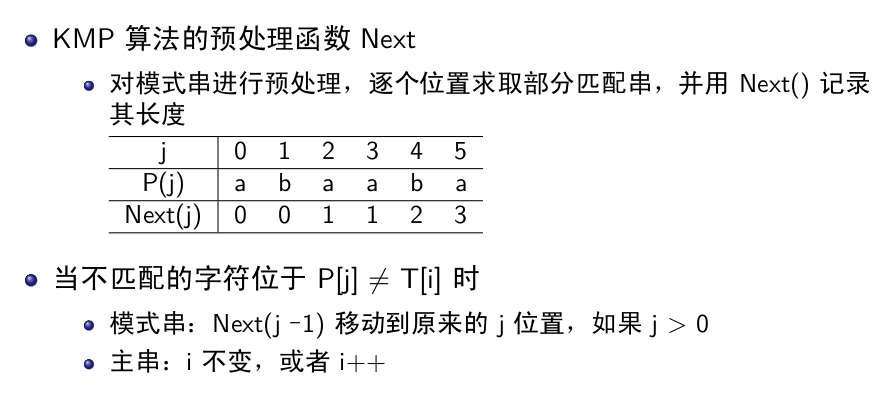 KMP 算法的预处理函数 Next
对模式串进行预处理，逐个位置求取部分匹配串，并用 Next() 记录
其长度
j 0 1 2 3 4 5
P(j) a b a a b a
Next(j) 0 0 1 1 2 3
当不匹配的字符位于 P[j] ≠ T[i] 时
模式串：Next(j -1) 移动到原来的 j 位置，如果 j > 0
主串：i 不变，或者 i++